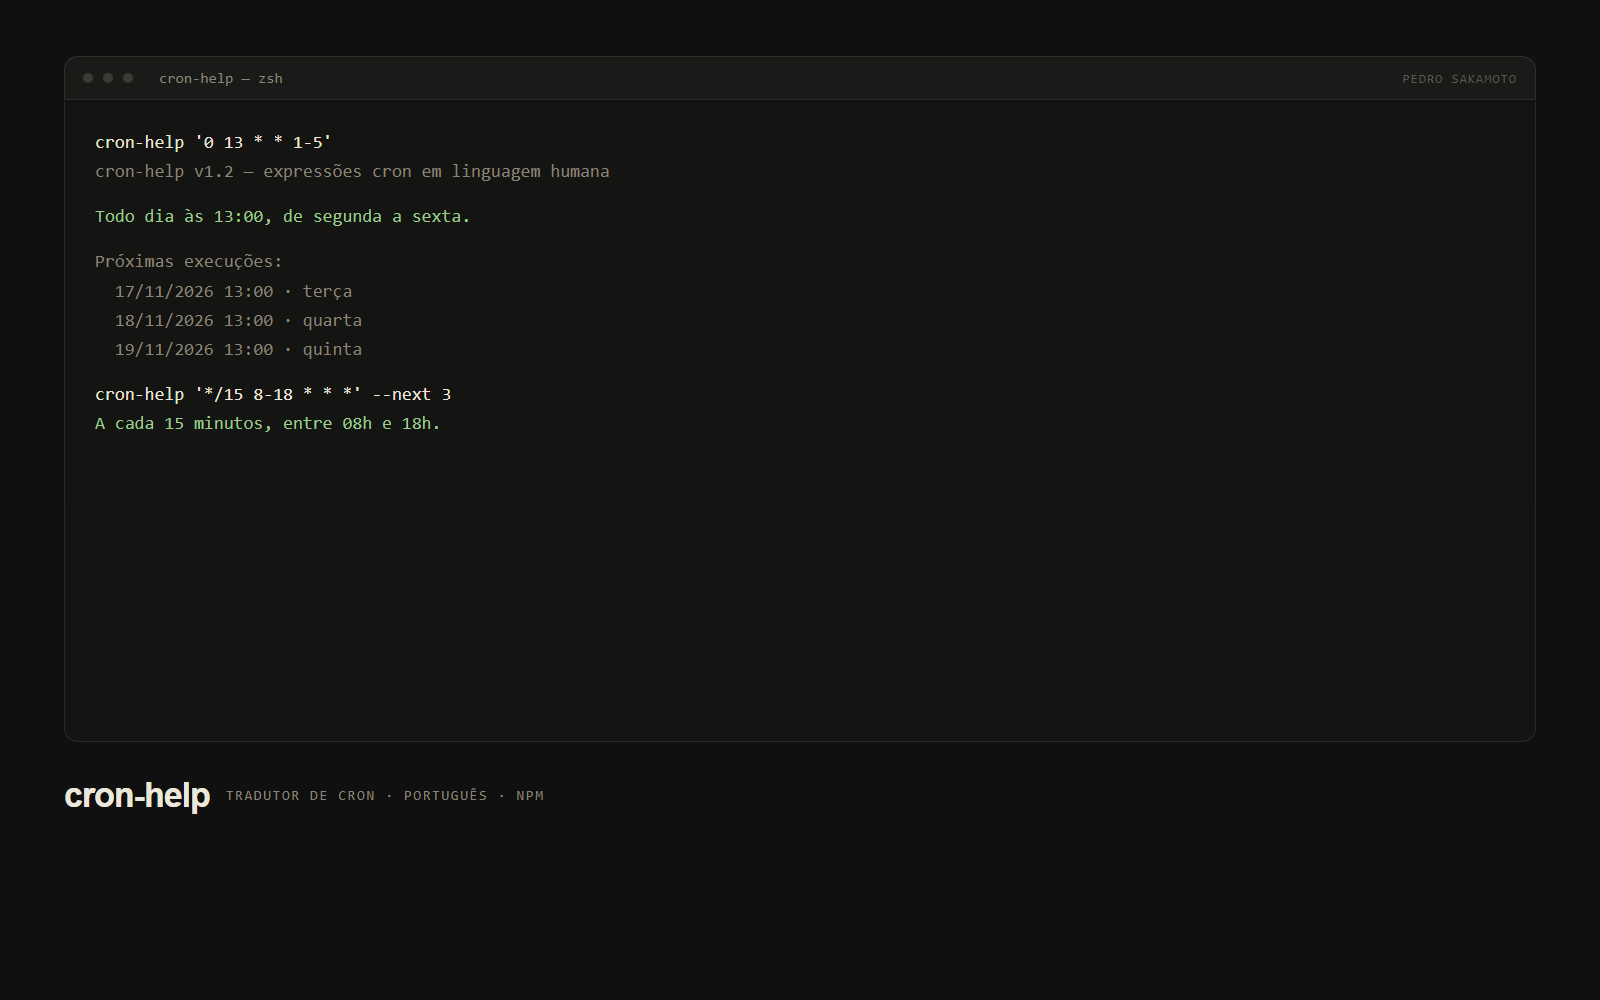 cron-help — zsh
PEDRO SAKAMOTO
cron-help '0 13 * * 1-5'
cron-help v1.2 — expressões cron em linguagem humana
Todo dia às 13:00, de segunda a sexta.
Próximas execuções:
17/11/2026 13:00 · terça
18/11/2026 13:00 · quarta
19/11/2026 13:00 · quinta
cron-help '*/15 8-18 * * *' --next 3
A cada 15 minutos, entre 08h e 18h.
cron-help
TRADUTOR DE CRON · PORTUGUÊS · NPM